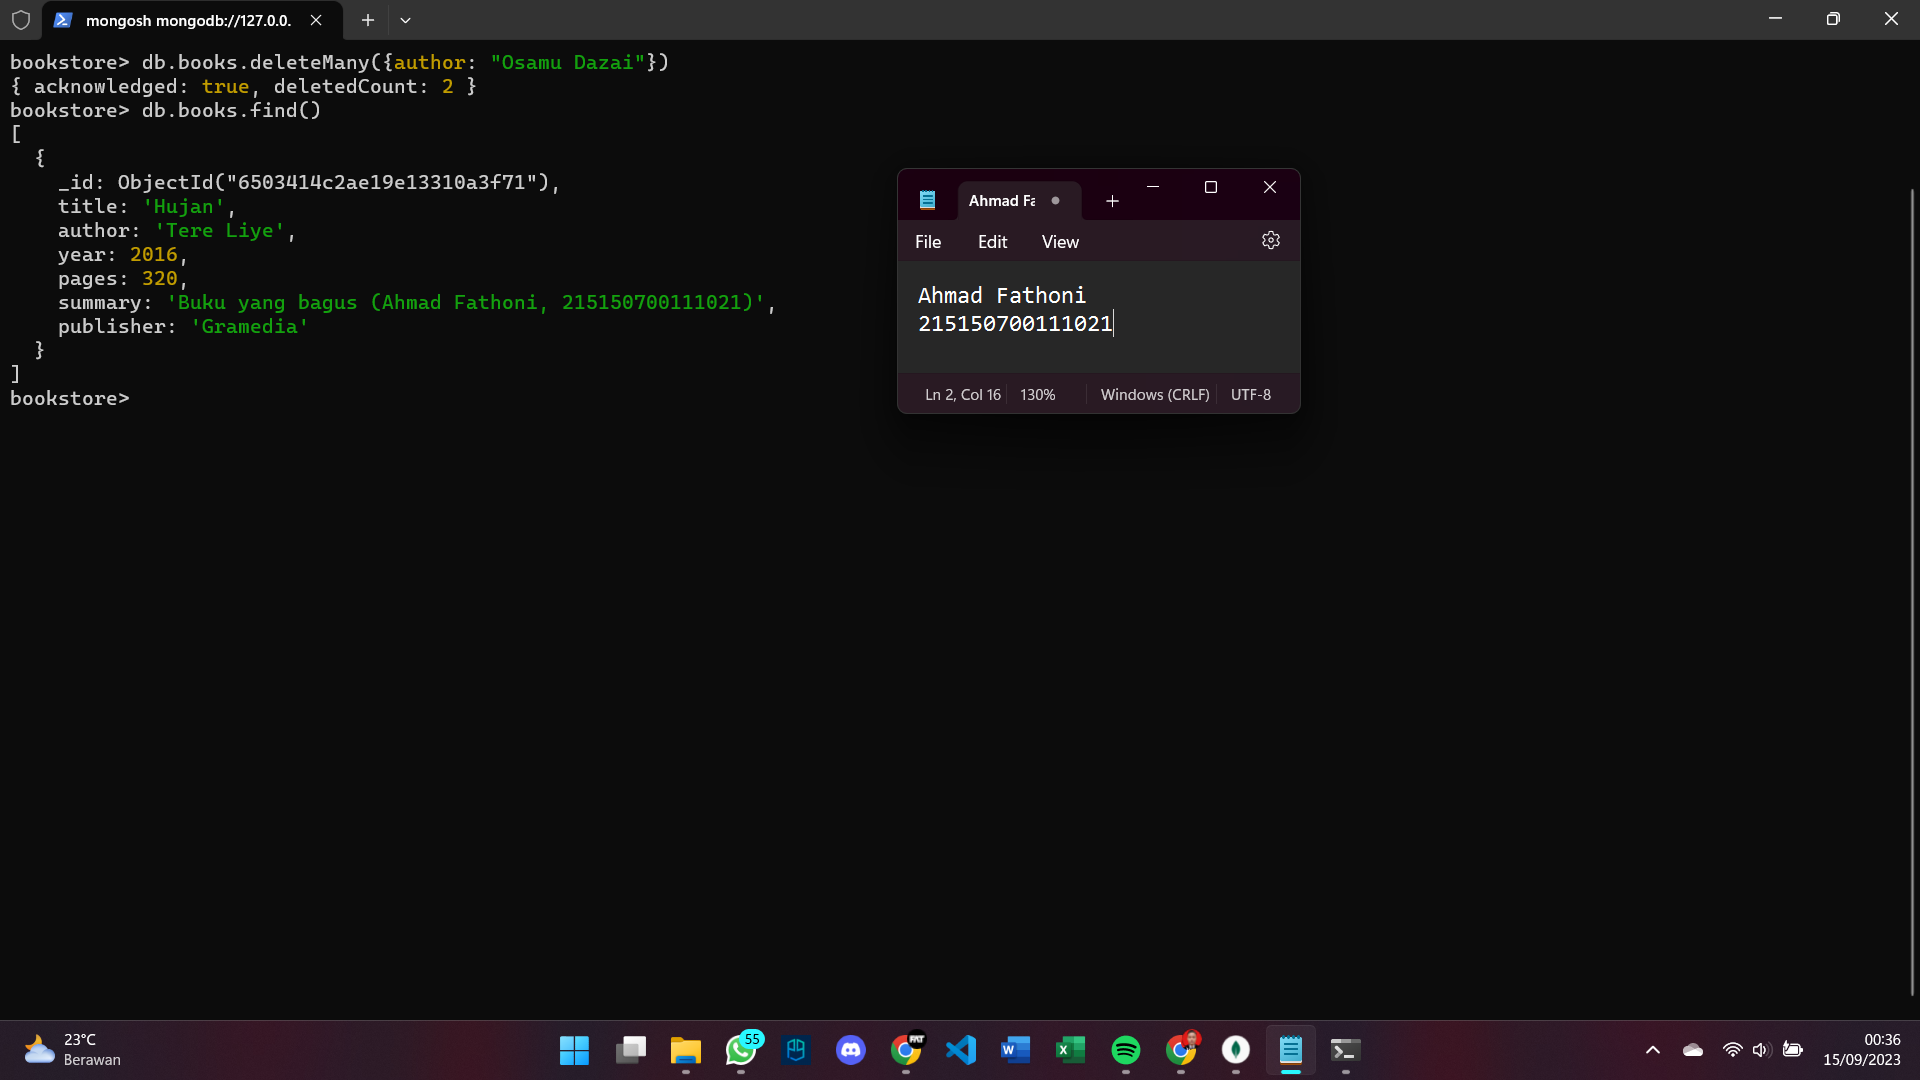 mongosh mongodb://127.0.0.
bookstore> db.books.deleteMany({author: "Osamu Dazai"})
{ acknowledged: true, deletedCount: 2 }
bookstore> db.books.find()
[
  {
    _id: ObjectId("6503414c2ae19e13310a3f71"),
    title: 'Hujan',
    author: 'Tere Liye',
    year: 2016,
    pages: 320,
    summary: 'Buku yang bagus (Ahmad Fathoni, 215150700111021)',
    publisher: 'Gramedia'
  }
]
bookstore>
Ahmad Fa
File Edit View
Ahmad Fathoni
215150700111021
Ln 2, Col 16 130% Windows (CRLF) UTF-8
23°C
Berawan
55
FAT
00:36
15/09/2023